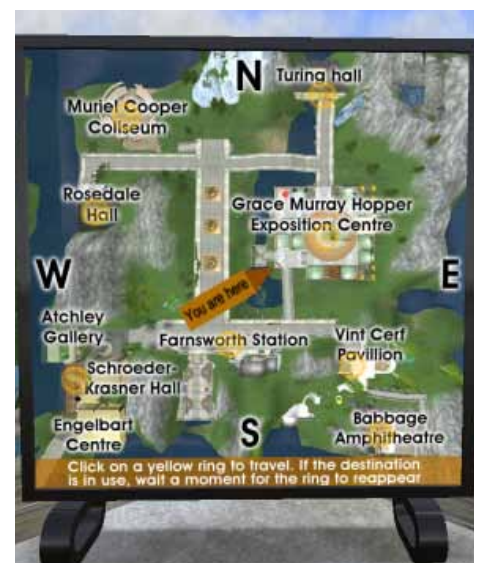 N
Turing hall
Muriel Cooper
Coliseum
Rosedale
Hall
Grace Murray Hopper
Exposition Centre
W
E
You are here
Atchley
Gallery
Farnsworth Station
Vint Cerf
Pavillion
Schroeder-
Krasner Hall
Engelbart
Centre
S
Babbage
Amphitheatre
Click on a yellow ring to travel. If the destination
is in use, wait a moment for the ring to reappear